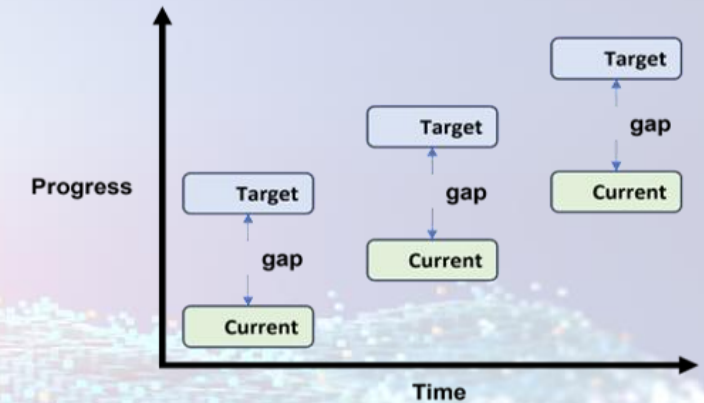 Target
gap
Current
Target
gap
Current
Progress
Target
gap
Current
Time